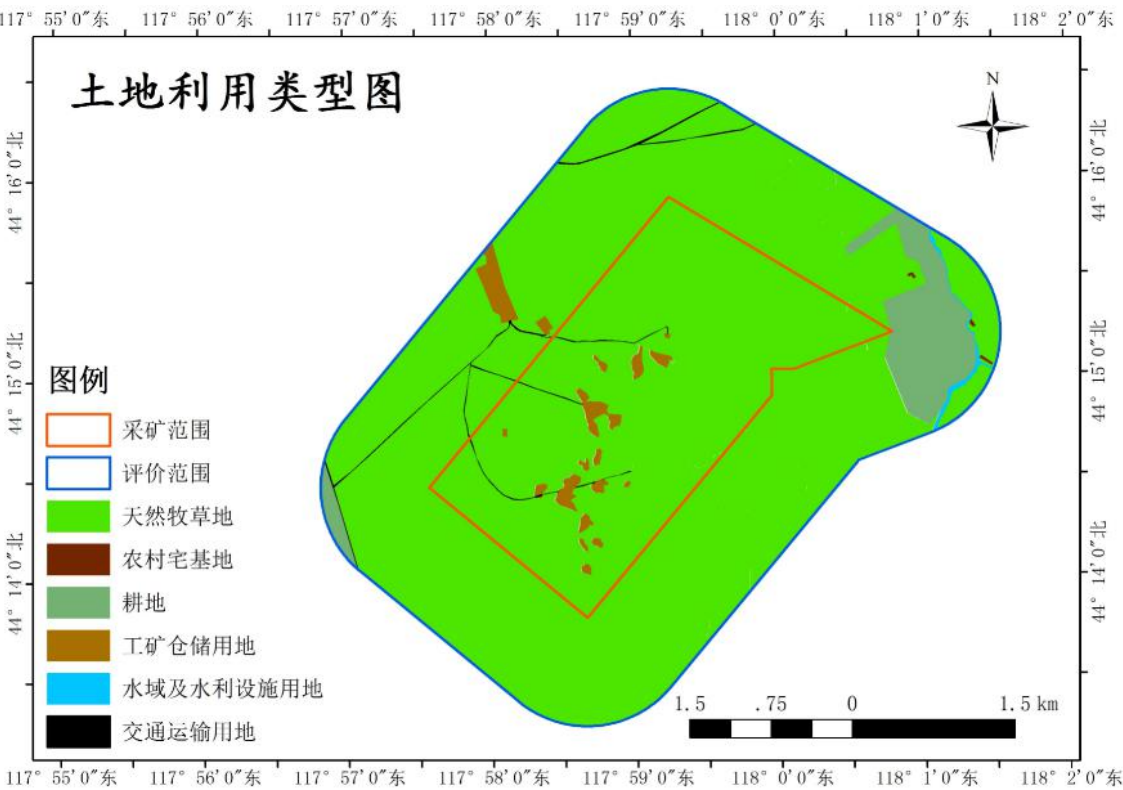 117° 55′0″东 117° 56′0″东 117° 57′0″东 117° 58′0″东 117° 59′0″东 118° 0′0″东 118° 1′0″东 118° 2′0″东
土地利用类型图
N
44° 16′0″北 44° 16′0″北
44° 15′0″北 44° 15′0″北
44° 14′0″北 44° 14′0″北
图例
采矿范围
评价范围
天然牧草地
农村宅基地
耕地
工矿仓储用地
水域及水利设施用地
交通运输用地
1.5 .75 0 1.5 km
117° 55′0″东 117° 56′0″东 117° 57′0″东 117° 58′0″东 117° 59′0″东 118° 0′0″东 118° 1′0″东 118° 2′0″东